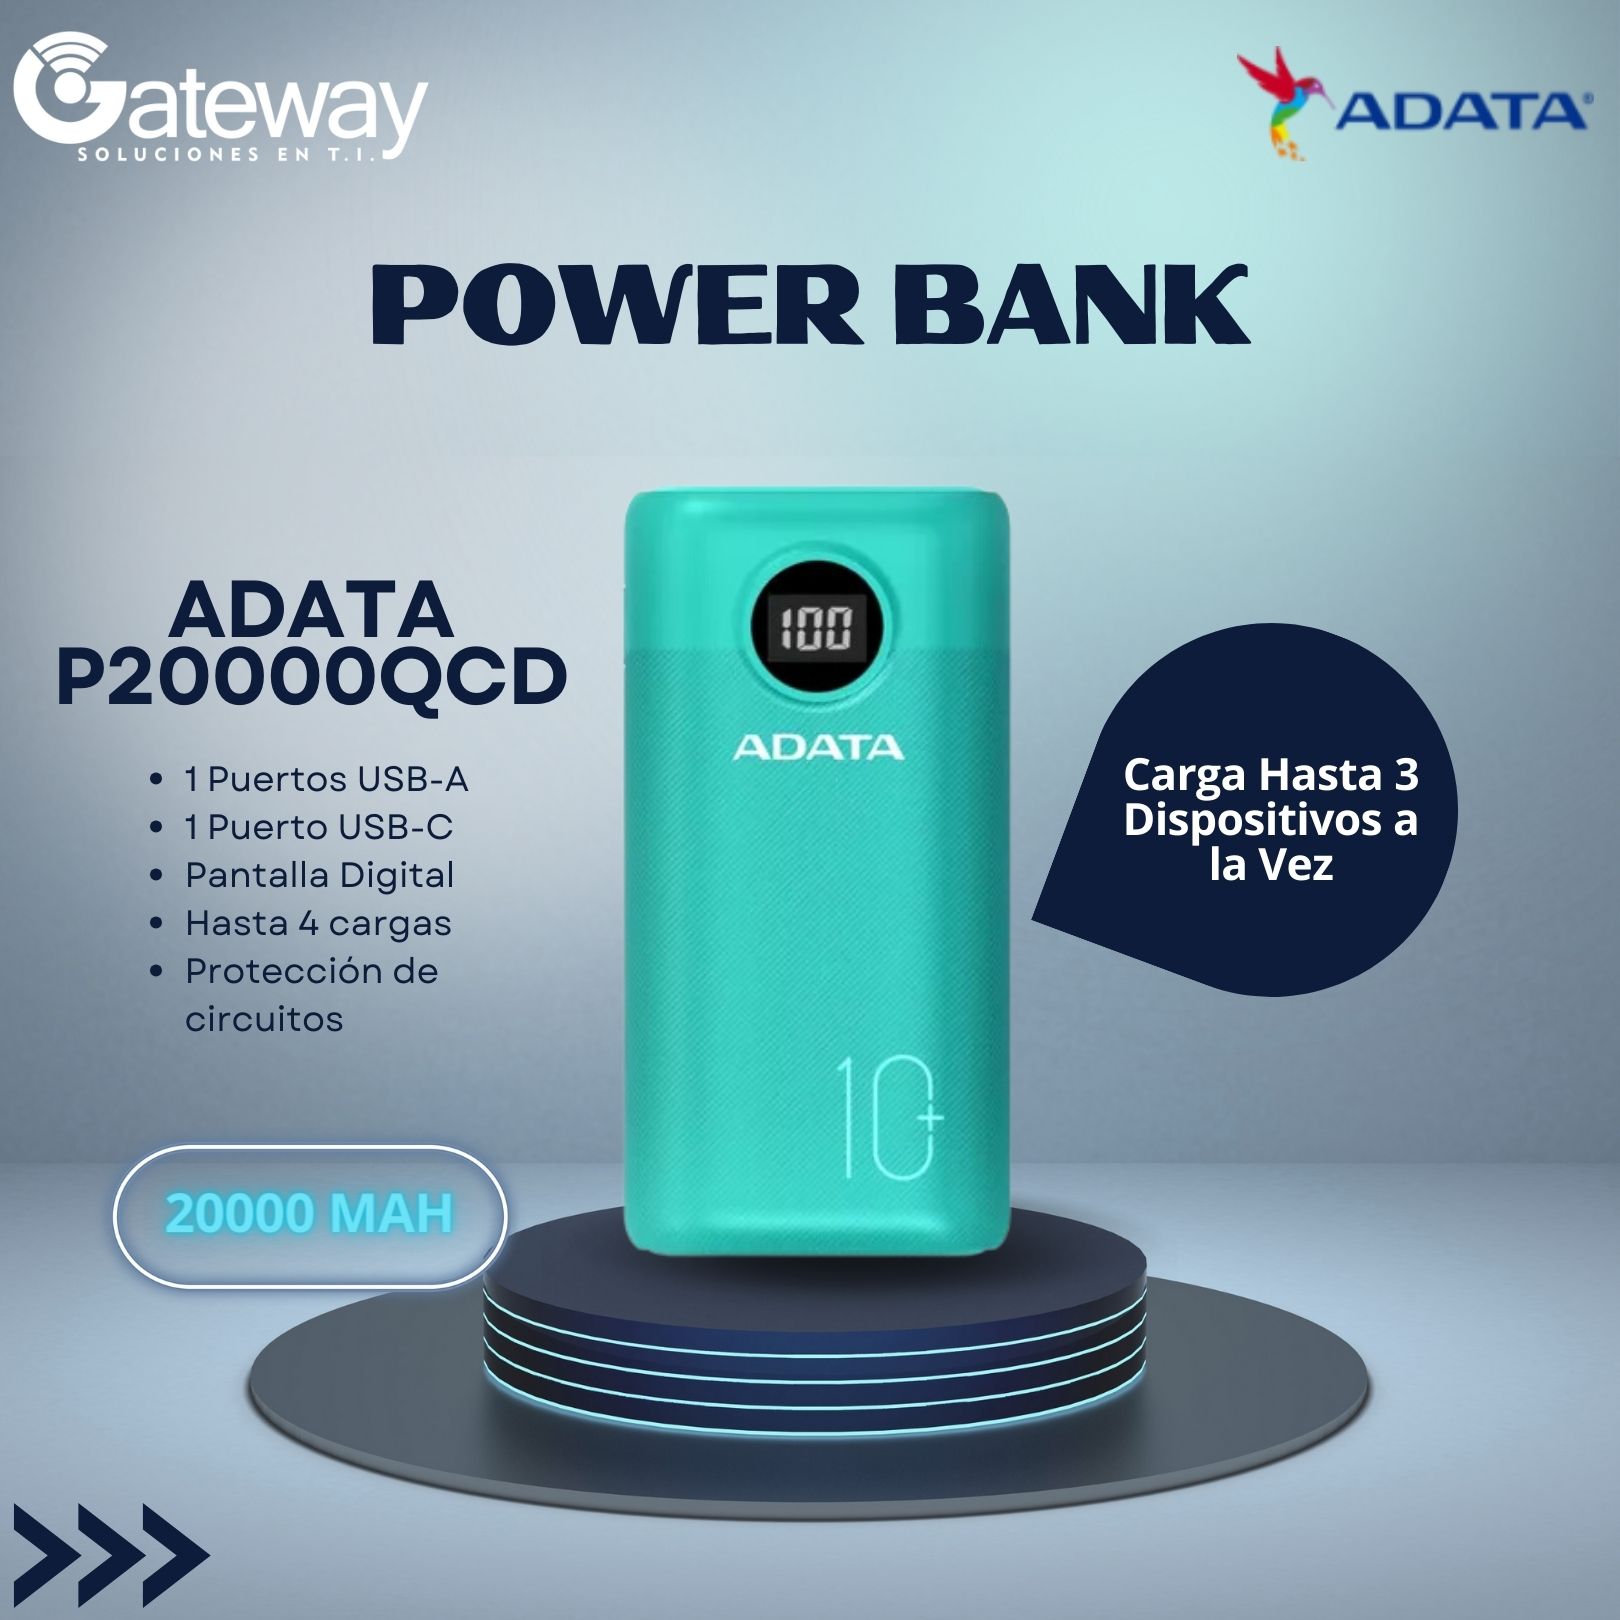 Gateway
SOLUCIONES EN T.I.
ADATA®
POWER BANK
ADATA
P20000QCD
1 Puertos USB-A
1 Puerto USB-C
Pantalla Digital
Hasta 4 cargas
Protección de
circuitos
20000 MAH
100
ADATA
10+
Carga Hasta 3
Dispositivos a
la Vez